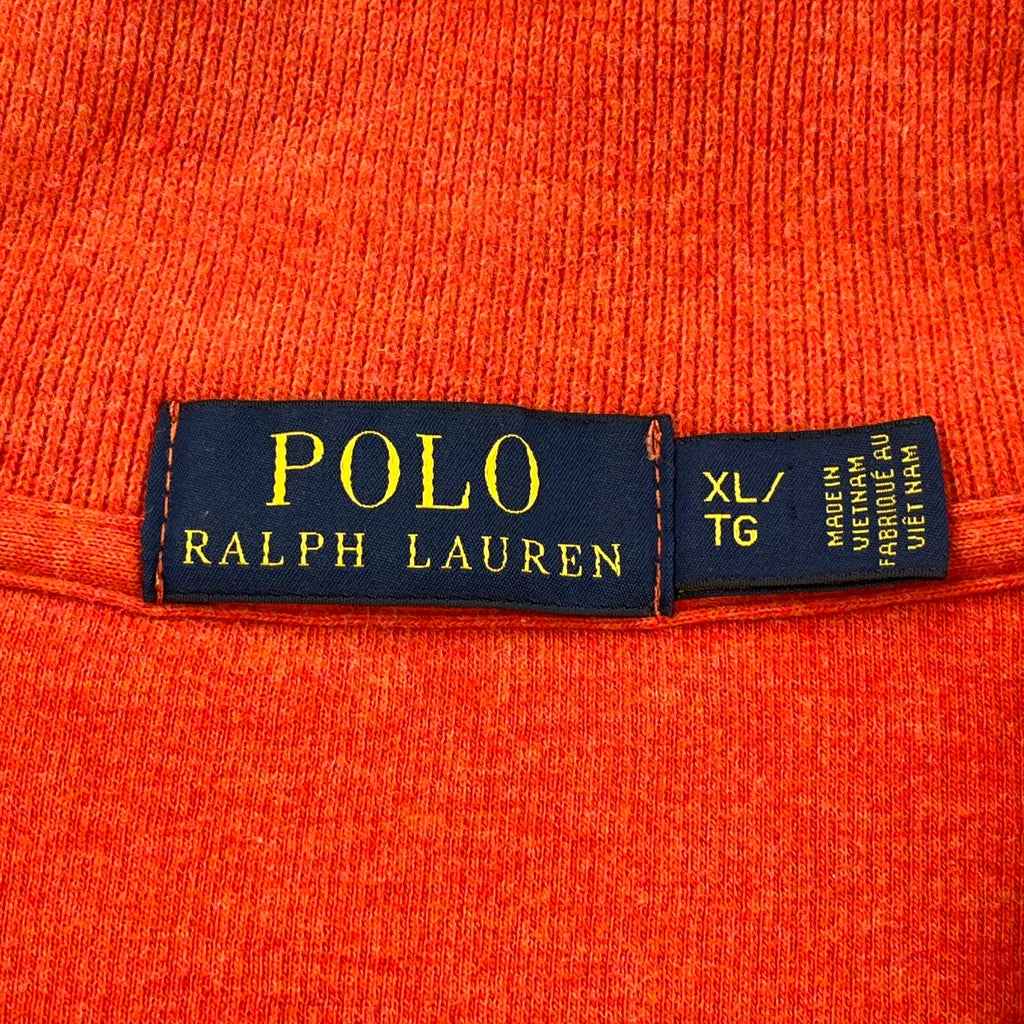 POLO
RALPH LAUREN
XL/
TG
MADE IN
VIETNAM
FABRIQUÉ AU
VIÊT NAM